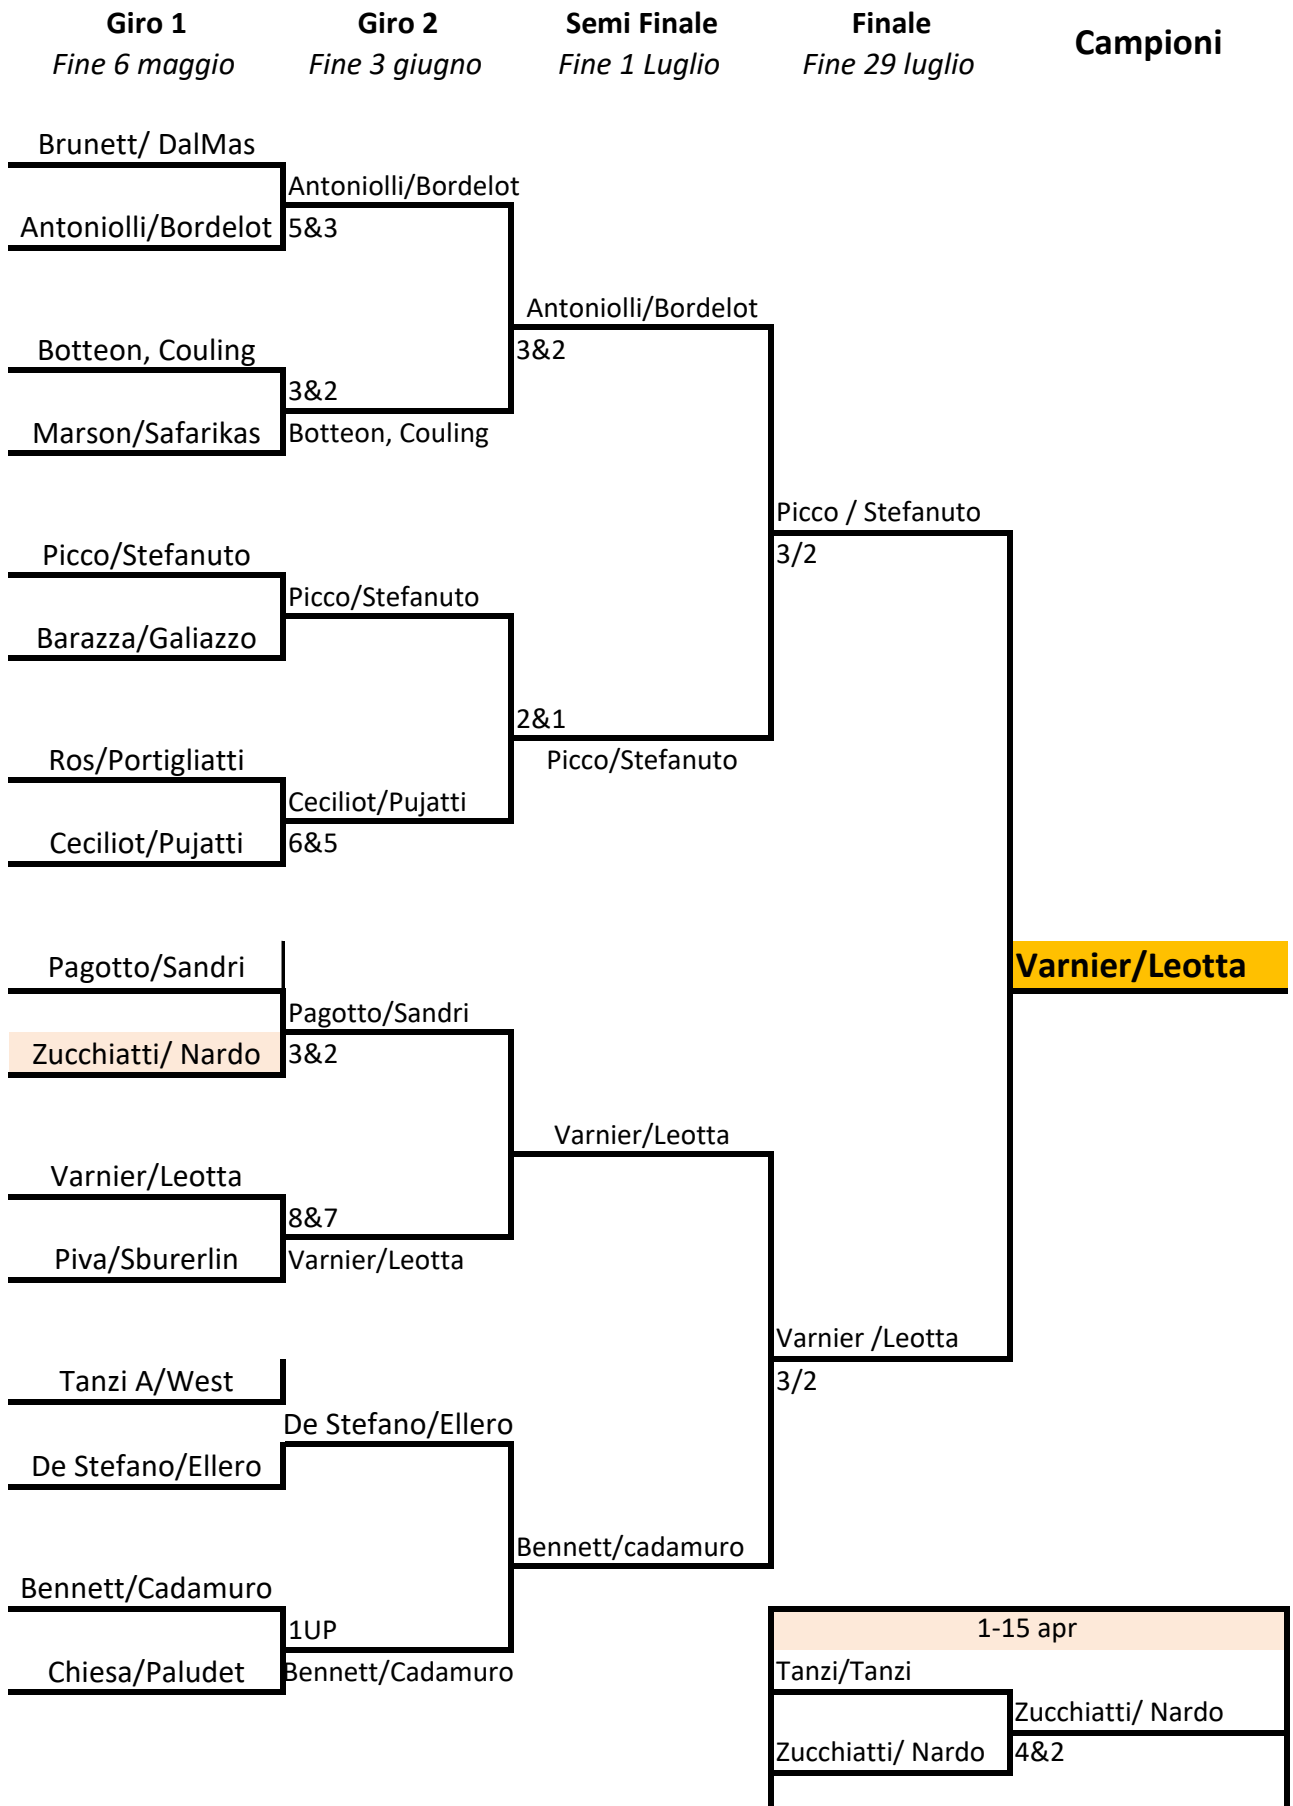 Giro 1
Fine 6 maggio
Giro 2
Fine 3 giugno
Semi Finale
Fine 1 Luglio
Finale
Fine 29 luglio
Campioni
Brunett/ DalMas
Antoniolli/Bordelot
Antoniolli/Bordelot
5&3
Antoniolli/Bordelot
Botteon, Couling
3&2
3&2
Marson/Safarikas
Botteon, Couling
Picco / Stefanuto
Picco/Stefanuto
3/2
Picco/Stefanuto
Barazza/Galiazzo
2&1
Ros/Portigliatti
Picco/Stefanuto
Ceciliot/Pujatti
Ceciliot/Pujatti
6&5
Pagotto/Sandri
Varnier/Leotta
Pagotto/Sandri
Zucchiatti/ Nardo
3&2
Varnier/Leotta
Varnier/Leotta
8&7
Piva/Sburerlin
Varnier/Leotta
Varnier /Leotta
Tanzi A/West
3/2
De Stefano/Ellero
De Stefano/Ellero
Bennett/cadamuro
Bennett/Cadamuro
1UP
1-15 apr
Chiesa/Paludet
Bennett/Cadamuro
Tanzi/Tanzi
Zucchiatti/ Nardo
Zucchiatti/ Nardo
4&2